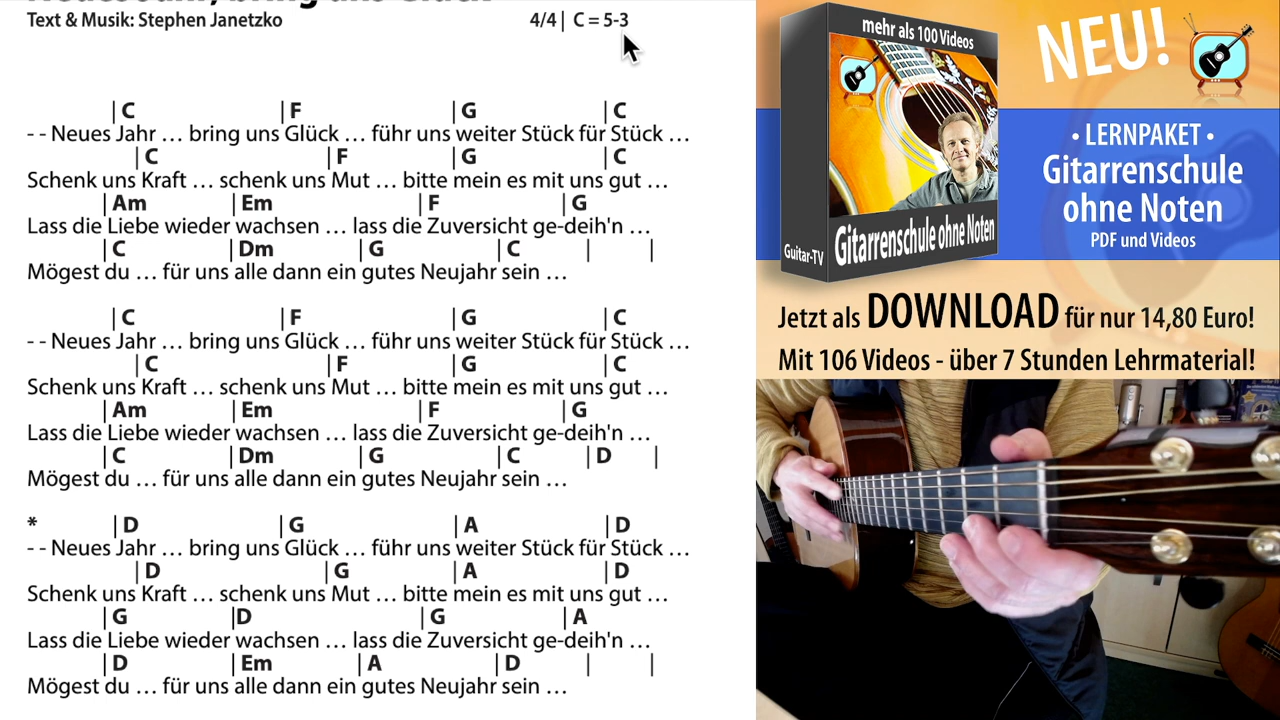 Neues Jahr, bring uns Glück
Text & Musik: Stephen Janetzko 4/4 | C = 5-3
| C | F | G | C
- - Neues Jahr … bring uns Glück … führ uns weiter Stück für Stück …
| C | F | G | C
Schenk uns Kraft … schenk uns Mut … bitte mein es mit uns gut …
| Am | Em | F | G
Lass die Liebe wieder wachsen … lass die Zuversicht ge-deih'n …
| C | Dm | G | C | |
Mögest du … für uns alle dann ein gutes Neujahr sein …
| C | F | G | C
- - Neues Jahr … bring uns Glück … führ uns weiter Stück für Stück …
| C | F | G | C
Schenk uns Kraft … schenk uns Mut … bitte mein es mit uns gut …
| Am | Em | F | G
Lass die Liebe wieder wachsen … lass die Zuversicht ge-deih'n …
| C | Dm | G | C | D |
Mögest du … für uns alle dann ein gutes Neujahr sein …
* | D | G | A | D
- - Neues Jahr … bring uns Glück … führ uns weiter Stück für Stück …
| D | G | A | D
Schenk uns Kraft … schenk uns Mut … bitte mein es mit uns gut …
| G | D | G | A
Lass die Liebe wieder wachsen … lass die Zuversicht ge-deih'n …
| D | Em | A | D | |
Mögest du … für uns alle dann ein gutes Neujahr sein …
mehr als 100 Videos
Guitar-TV
Gitarrenschule ohne Noten
NEU!
• LERNPAKET •
Gitarrenschule
ohne Noten
PDF und Videos
Jetzt als DOWNLOAD für nur 14,80 Euro!
Mit 106 Videos - über 7 Stunden Lehrmaterial!